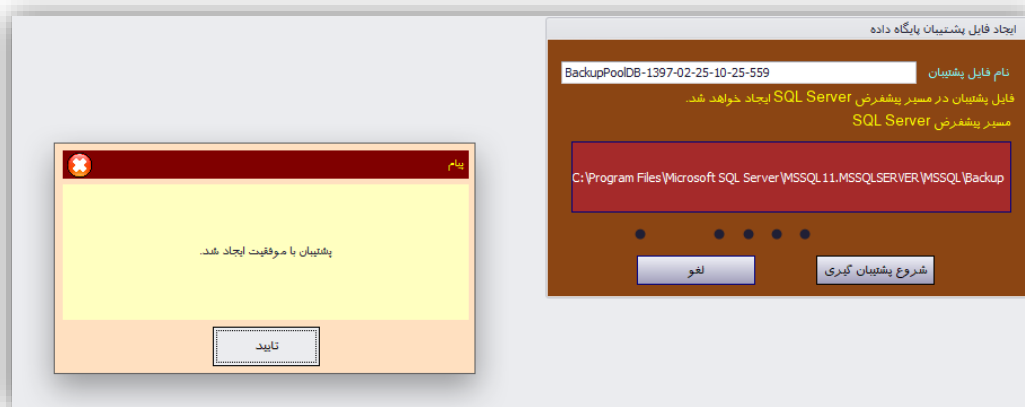 ایجاد فایل پشتیبان پایگاه داده
نام فایل پشتیبان BackupPoolDB-1397-02-25-10-25-559
فایل پشتیبان در مسیر پیشفرض SQL Server ایجاد خواهد شد.
مسیر پیشفرض SQL Server
C:\Program Files\Microsoft SQL Server\MSSQL11.MSSQLSERVER\MSSQL\Backup
شروع پشتیبان گیری
لغو
پیام
پشتیبان با موفقیت ایجاد شد.
تایید